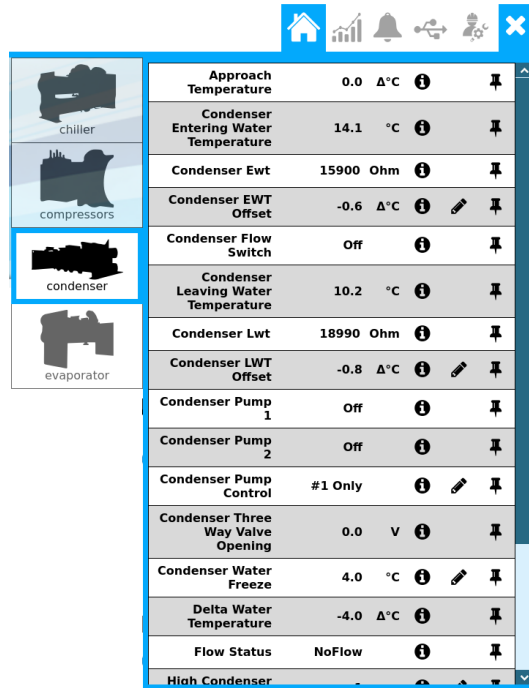 chiller
compressors
condenser
evaporator
Approach
Temperature
0.0 Δ°C
Condenser
Entering Water
Temperature
14.1 °C
Condenser Ewt
15900 Ohm
Condenser EWT
Offset
-0.6 Δ°C
Condenser Flow
Switch
Off
Condenser
Leaving Water
Temperature
10.2 °C
Condenser Lwt
18990 Ohm
Condenser LWT
Offset
-0.8 Δ°C
Condenser Pump
1
Off
Condenser Pump
2
Off
Condenser Pump
Control
#1 Only
Condenser Three
Way Valve
Opening
0.0 V
Condenser Water
Freeze
4.0 °C
Delta Water
Temperature
-4.0 Δ°C
Flow Status
NoFlow
High Condenser